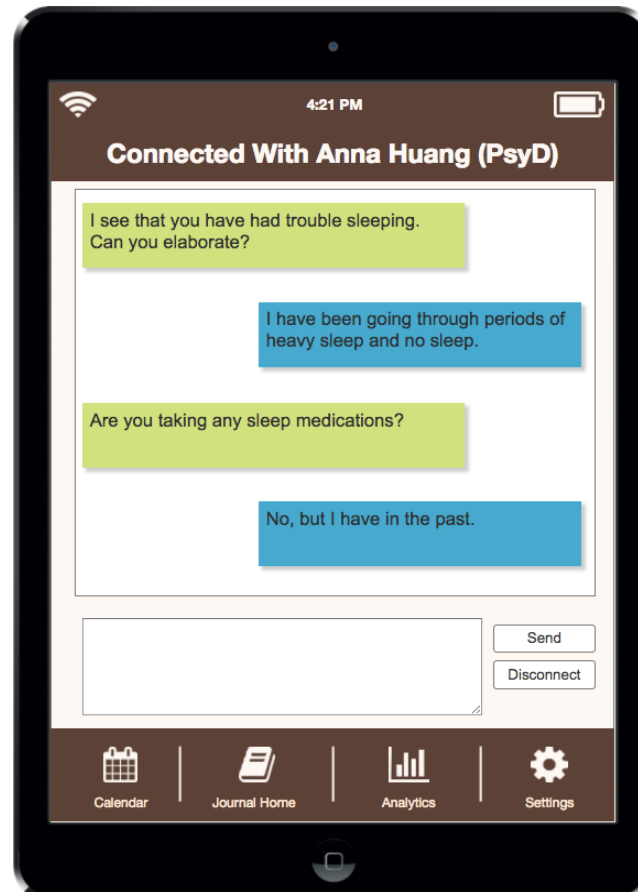 4:21 PM
Connected With Anna Huang (PsyD)
I see that you have had trouble sleeping.
Can you elaborate?
I have been going through periods of
heavy sleep and no sleep.
Are you taking any sleep medications?
No, but I have in the past.
Send
Disconnect
Calendar
Journal Home
Analytics
Settings